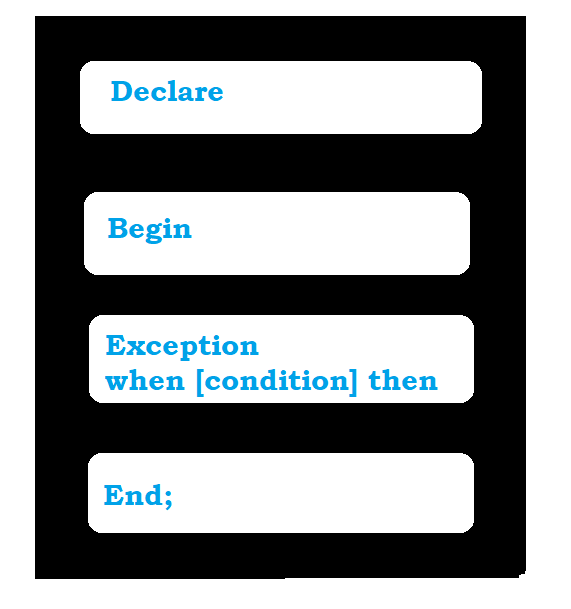 Declare
Begin
Exception
when [condition] then
End;